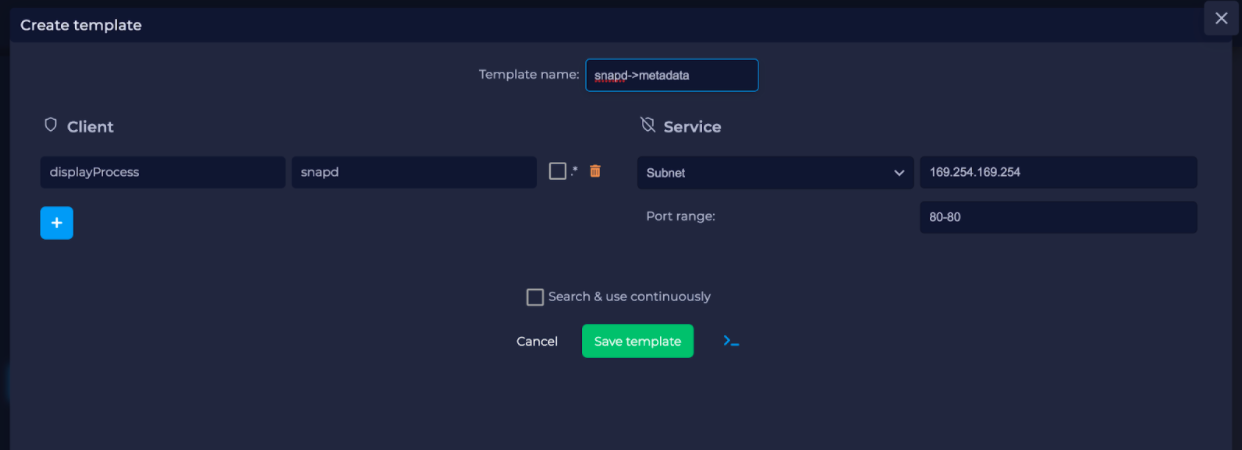 Create template
Template name: snapd->metadata
Client
Service
displayProcess snapd .*
Subnet 169.254.169.254
+
Port range: 80-80
Search & use continuously
Cancel Save template >_